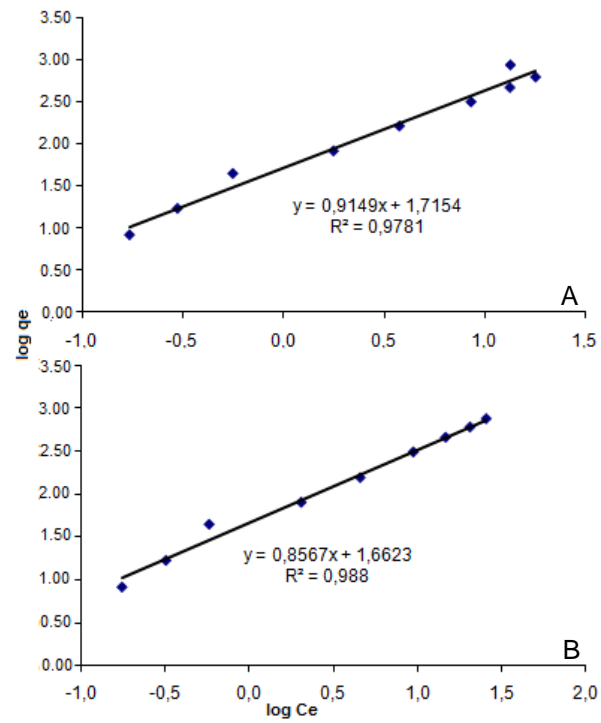 3.50
3.00
2.50
2.00
1.50
1.00
0.50
0.00
y = 0,9149x + 1,7154
R² = 0,9781
A
-1,0 -0,5 0,0 0,5 1,0 1,5
log qe
3.50
3.00
2.50
2.00
1.50
1.00
0.50
0.00
y = 0,8567x + 1,6623
R² = 0,988
B
-1,0 -0,5 0,0 0,5 1,0 1,5 2,0
log Ce